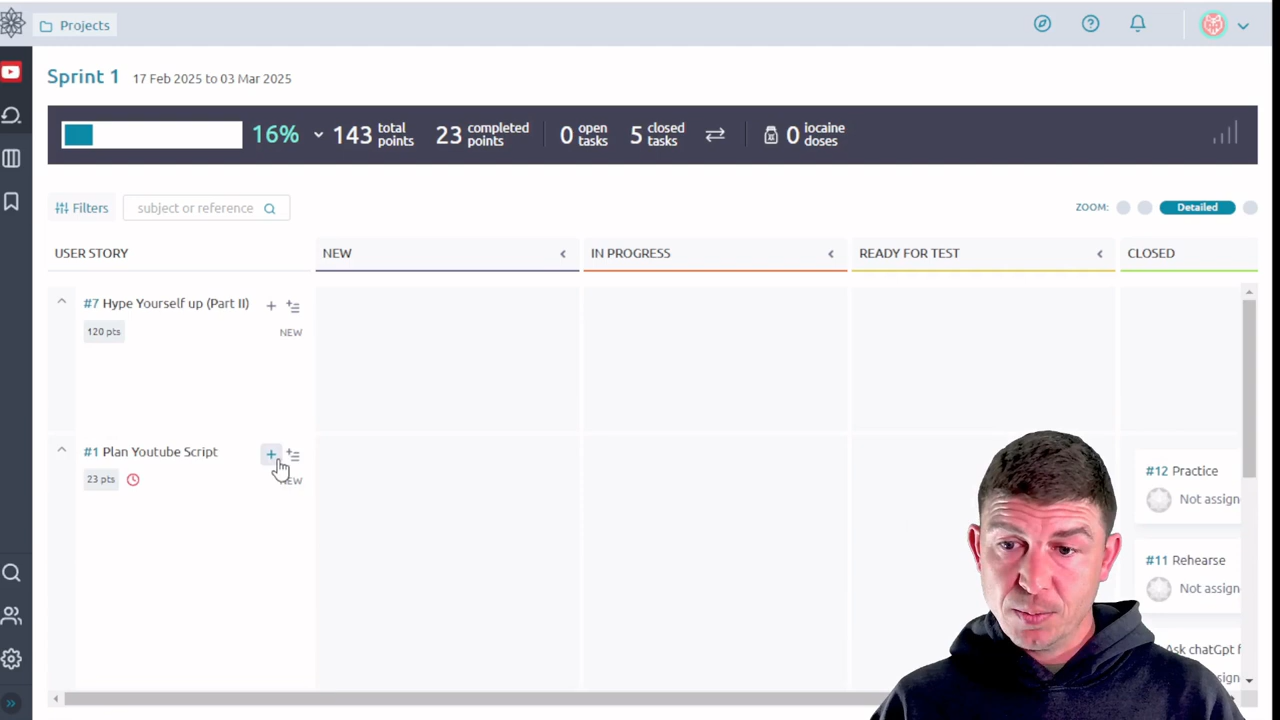 Projects
Sprint 1 17 Feb 2025 to 03 Mar 2025
16% 143 total points 23 completed points 0 open tasks 5 closed tasks 0 iocaine doses
Filters subject or reference ZOOM: Detailed
USER STORY NEW IN PROGRESS READY FOR TEST CLOSED
#7 Hype Yourself up (Part II)
120 pts NEW
#1 Plan Youtube Script
23 pts NEW
#12 Practice
Not assign
#11 Rehearse
Not assign
Ask chatGpt f
ssign